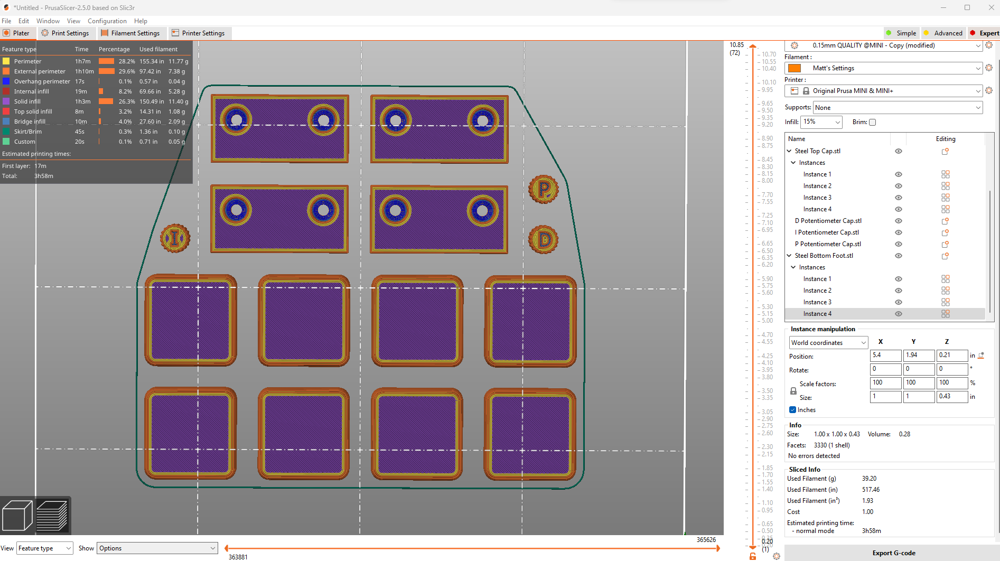 *Untitled - PrusaSlicer-2.5.0 based on Slic3r
File Edit Window View Configuration Help
Plater Print Settings Filament Settings Printer Settings Simple Advanced Expert
Feature type Time Percentage Used filament
Perimeter 1h7m 28.2% 155.34 in 11.77 g
External perimeter 1h10m 29.6% 97.42 in 7.38 g
Overhang perimeter 17s 0.1% 0.57 in 0.04 g
Internal infill 19m 8.2% 69.66 in 5.28 g
Solid infill 1h3m 26.3% 150.49 in 11.40 g
Top solid infill 8m 3.2% 14.31 in 1.08 g
Bridge infill 10m 4.0% 27.60 in 2.09 g
Skirt/Brim 45s 0.3% 1.36 in 0.10 g
Custom 20s 0.1% 0.71 in 0.05 g
Estimated printing times:
First layer: 17m
Total: 3h58m
P
I
D
10.85
(72)
10.70
10.55
10.40
10.10
9.95
9.65
9.50
9.35
9.20
8.90
8.75
8.45
8.30
8.15
8.00
7.70
7.55
7.25
7.10
6.95
6.65
6.50
6.35
6.20
5.90
5.75
5.60
5.30
5.15
5.00
4.70
4.55
4.25
4.10
3.95
3.80
3.50
3.35
3.05
2.90
2.75
2.60
2.30
2.15
1.85
1.70
1.55
1.40
1.10
0.95
0.65
0.50
0.20
(1)
0.15mm QUALITY @MINI - Copy (modified)
Filament :
Matt's Settings
Printer :
Original Prusa MINI & MINI+
Supports: None
Infill: 15% Brim:
Name Editing
Steel Top Cap.stl
Instances
Instance 1
Instance 2
Instance 3
Instance 4
D Potentiometer Cap.stl
I Potentiometer Cap.stl
P Potentiometer Cap.stl
Steel Bottom Foot.stl
Instances
Instance 1
Instance 2
Instance 3
Instance 4
Instance manipulation
World coordinates X Y Z
Position: 5.4 1.94 0.21 in
Rotate: 0 0 0 °
Scale factors: 100 100 100 %
Size: 1 1 0.43 in
Inches
Info
Size: 1.00 x 1.00 x 0.43 Volume: 0.28
Facets: 3330 (1 shell)
No errors detected
Sliced Info
Used Filament (g) 39.20
Used Filament (in) 517.46
Used Filament (in³) 1.93
Cost 1.00
Estimated printing time:
- normal mode 3h58m
Export G-code
View Feature type Show Options
365626
363881